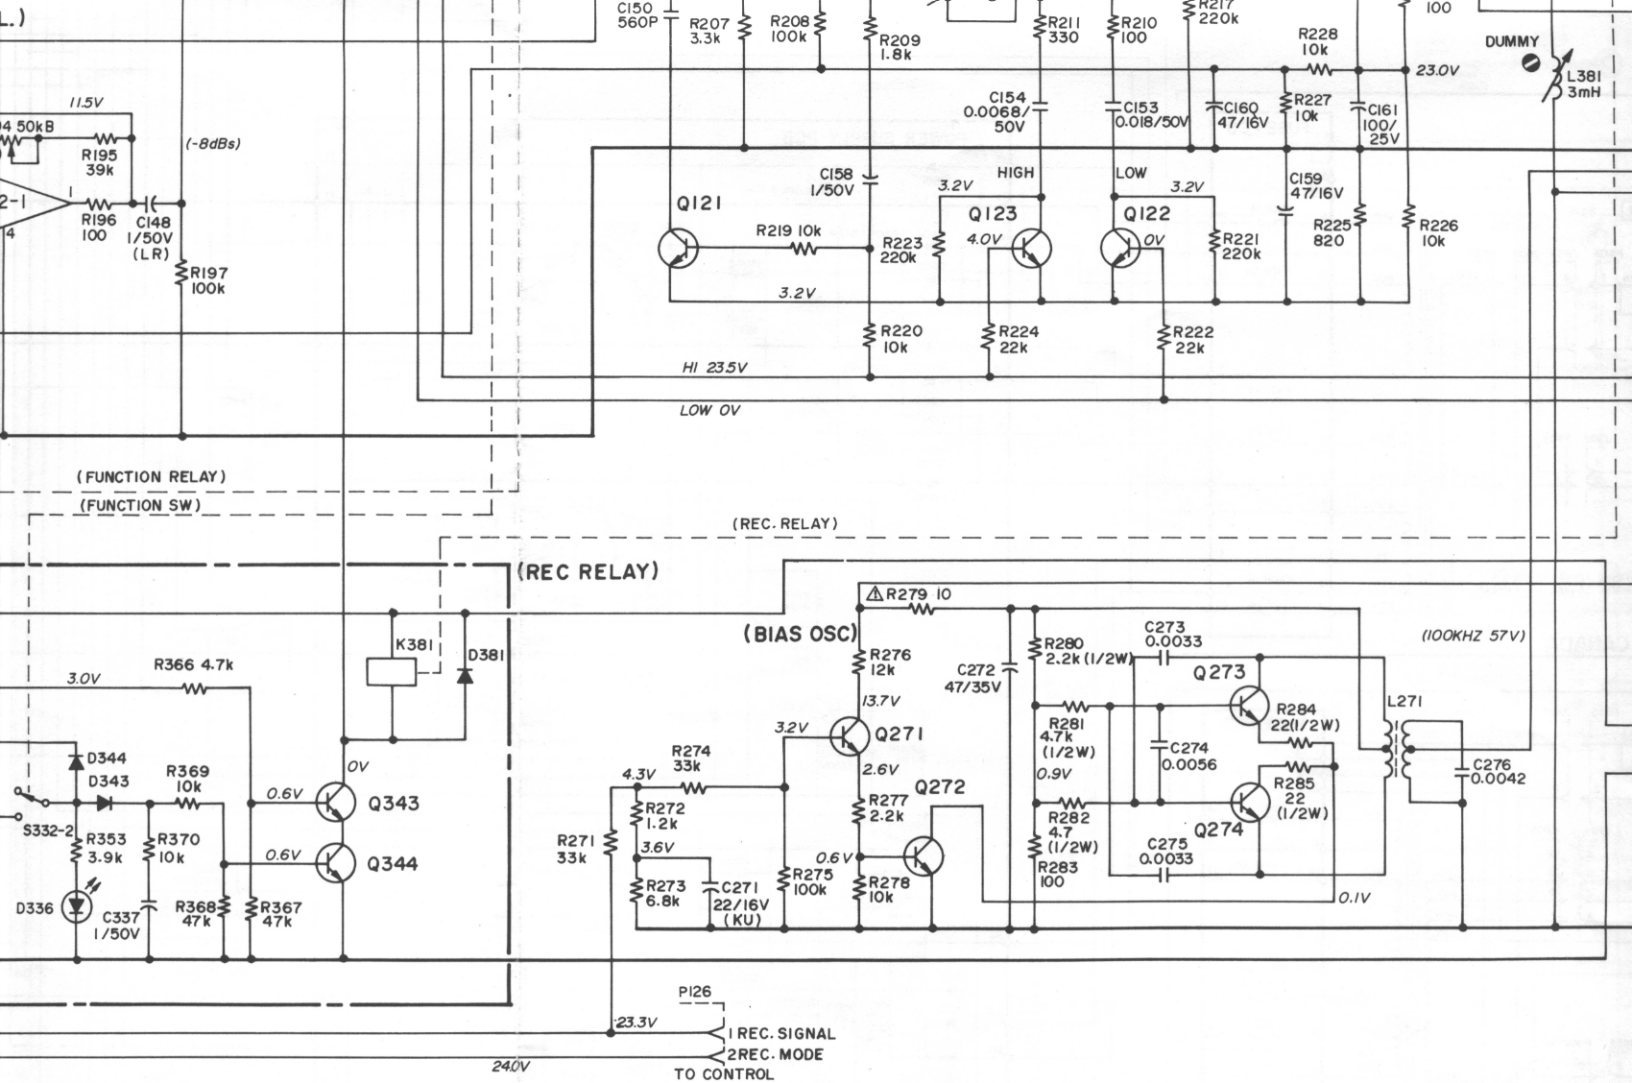 L.)
C150
560P
R207
3.3k
R208
100k
R209
1.8k
R211
330
R210
100
R217
220k
100
R228
10k
23.0V
DUMMY
L381
3mH
11.5V
04 50kB
R195
39k
(-8dBs)
2-1
1
4
R196
100
C148
1/50V
(LR)
R197
100k
C154
0.0068/
50V
C153
0.018/50V
C160
47/16V
R227
10k
C161
100/
25V
C158
1/50V
HIGH
LOW
3.2V
3.2V
C159
47/16V
Q121
R219 10k
R223
220k
Q123
4.0V
Q122
0V
R221
220k
R225
820
R226
10k
3.2V
R220
10k
R224
22k
R222
22k
HI 23.5V
LOW 0V
(FUNCTION RELAY)
(FUNCTION SW)
(REC. RELAY)
(REC RELAY)
K381
D381
R366 4.7k
3.0V
D344
D343
R369
10k
0V
0.6V
Q343
S332-2
R353
3.9k
R370
10k
0.6V
Q344
D336
C337
1/50V
R368
47k
R367
47k
R279 10
(BIAS OSC)
R276
12k
C272
47/35V
R280
2.2k (1/2W)
C273
0.0033
Q273
(100KHZ 57V)
13.7V
3.2V
Q271
R281
4.7k
(1/2W)
C274
0.0056
R284
22(1/2W)
L271
R274
33k
4.3V
2.6V
0.9V
C276
0.0042
R272
1.2k
R271
33k
R277
2.2k
Q272
R282
4.7
(1/2W)
Q274
R285
22
(1/2W)
3.6V
0.6V
C275
0.0033
R273
6.8k
C271
22/16V
(KU)
R275
100k
R278
10k
R283
100
0.1V
P126
23.3V
1 REC. SIGNAL
24.0V
2 REC. MODE
TO CONTROL